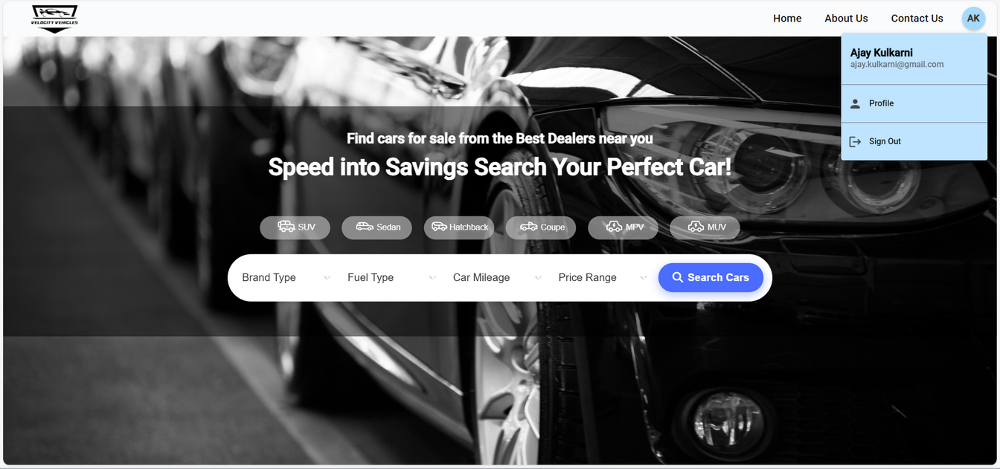 VELOCITY VEHICLES
Home
About Us
Contact Us
AK
Ajay Kulkarni
ajay.kulkarni@gmail.com
Profile
Sign Out
Find cars for sale from the Best Dealers near you
Speed into Savings Search Your Perfect Car!
SUV
Sedan
Hatchback
Coupe
MPV
MUV
Brand Type
Fuel Type
Car Mileage
Price Range
Search Cars